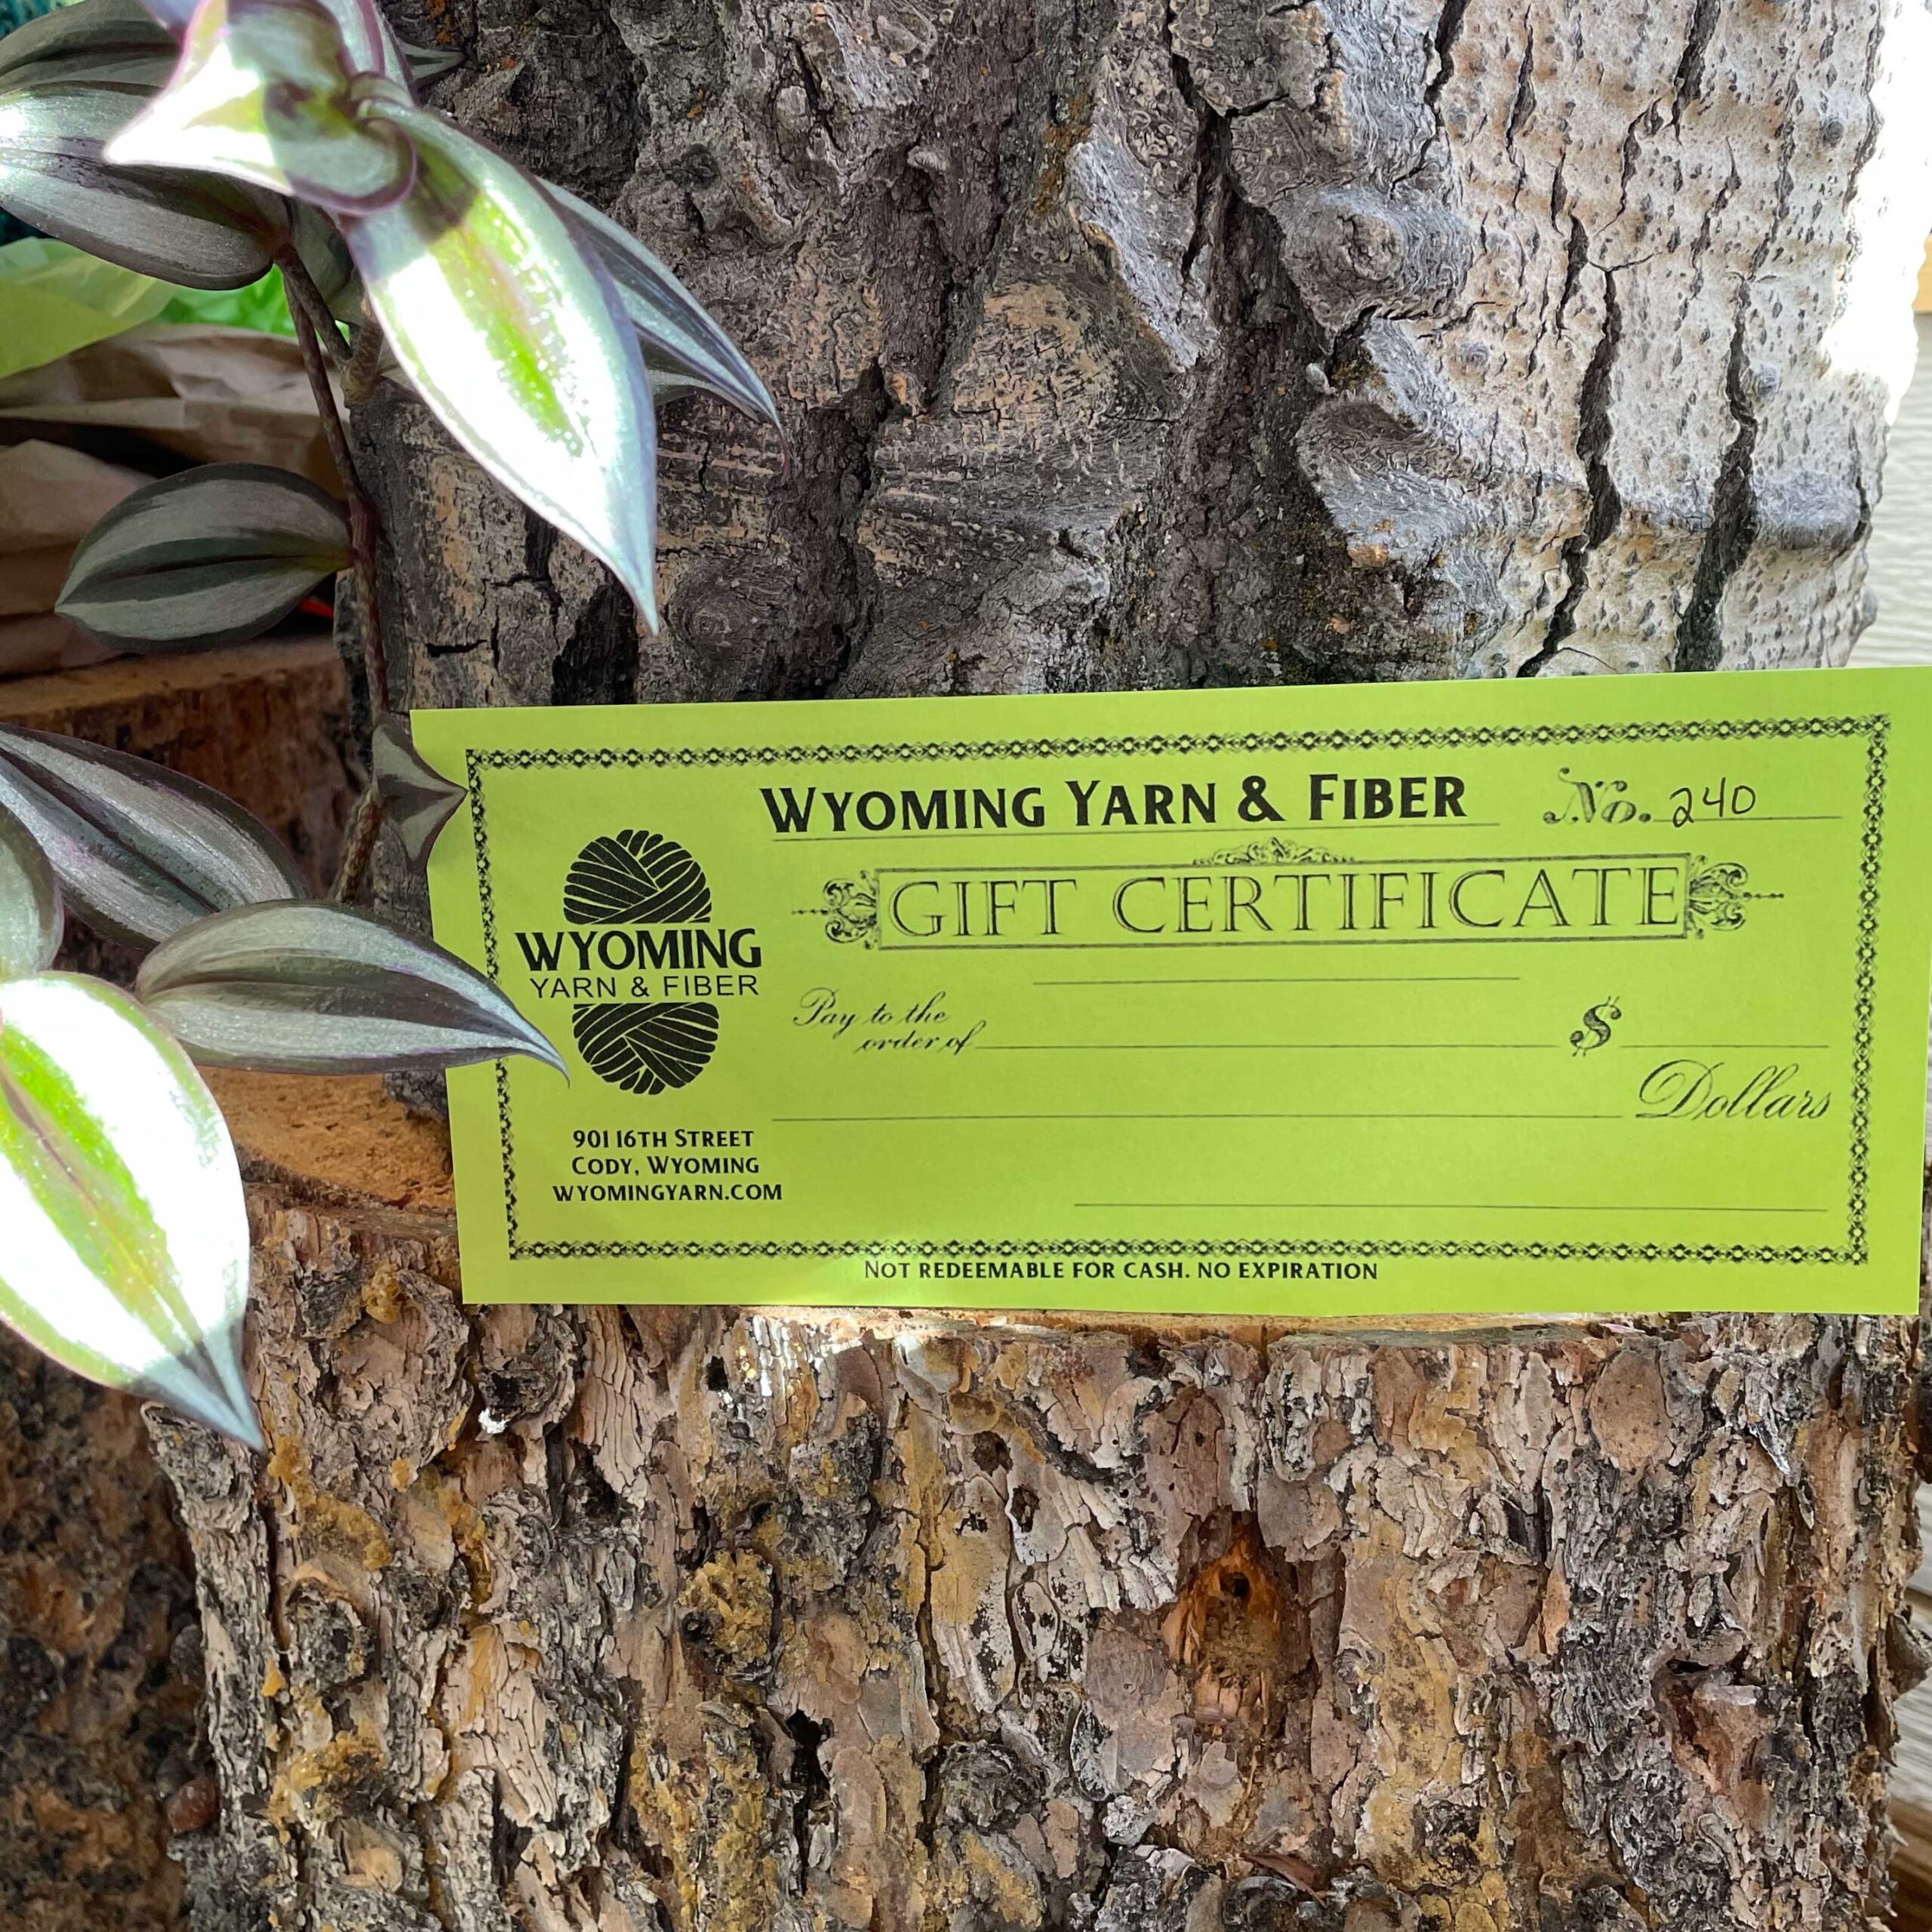 WYOMING YARN & FIBER No. 240
GIFT CERTIFICATE
WYOMING
YARN & FIBER
Pay to the
order of $
Dollars
901 16TH STREET
CODY, WYOMING
WYOMINGYARN.COM
NOT REDEEMABLE FOR CASH. NO EXPIRATION